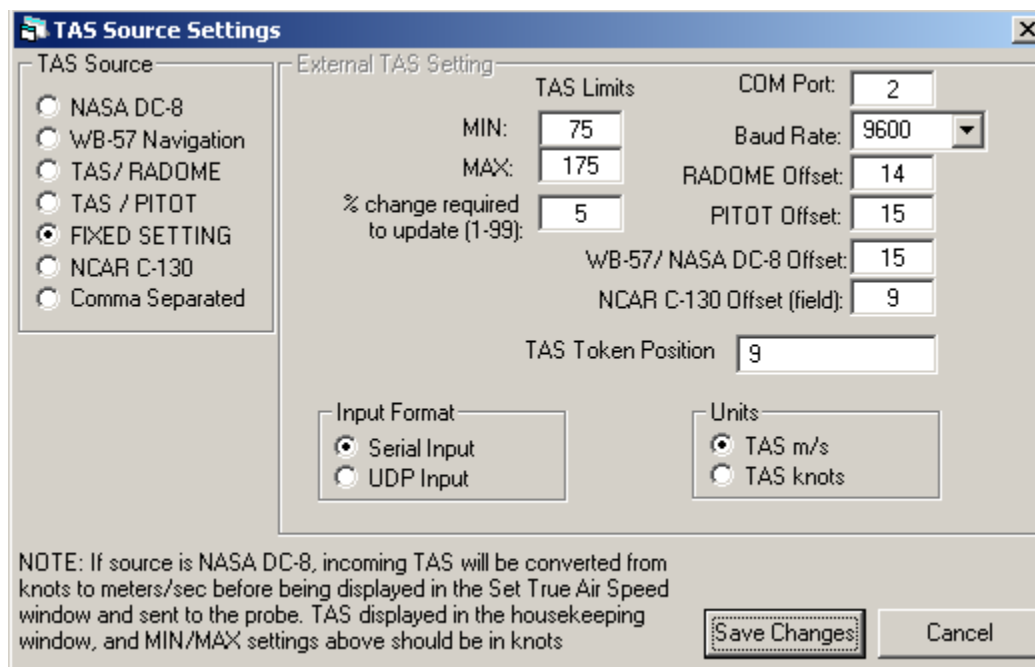 TAS Source Settings
TAS Source
NASA DC-8
WB-57 Navigation
TAS/ RADOME
TAS / PITOT
FIXED SETTING
NCAR C-130
Comma Separated
External TAS Setting
TAS Limits
MIN: 75
MAX: 175
% change required
to update (1-99): 5
COM Port: 2
Baud Rate: 9600
RADOME Offset: 14
PITOT Offset: 15
WB-57/ NASA DC-8 Offset: 15
NCAR C-130 Offset (field): 9
TAS Token Position 9
Input Format
Serial Input
UDP Input
Units
TAS m/s
TAS knots
NOTE: If source is NASA DC-8, incoming TAS will be converted from
knots to meters/sec before being displayed in the Set True Air Speed
window and sent to the probe. TAS displayed in the housekeeping
window, and MIN/MAX settings above should be in knots
Save Changes
Cancel